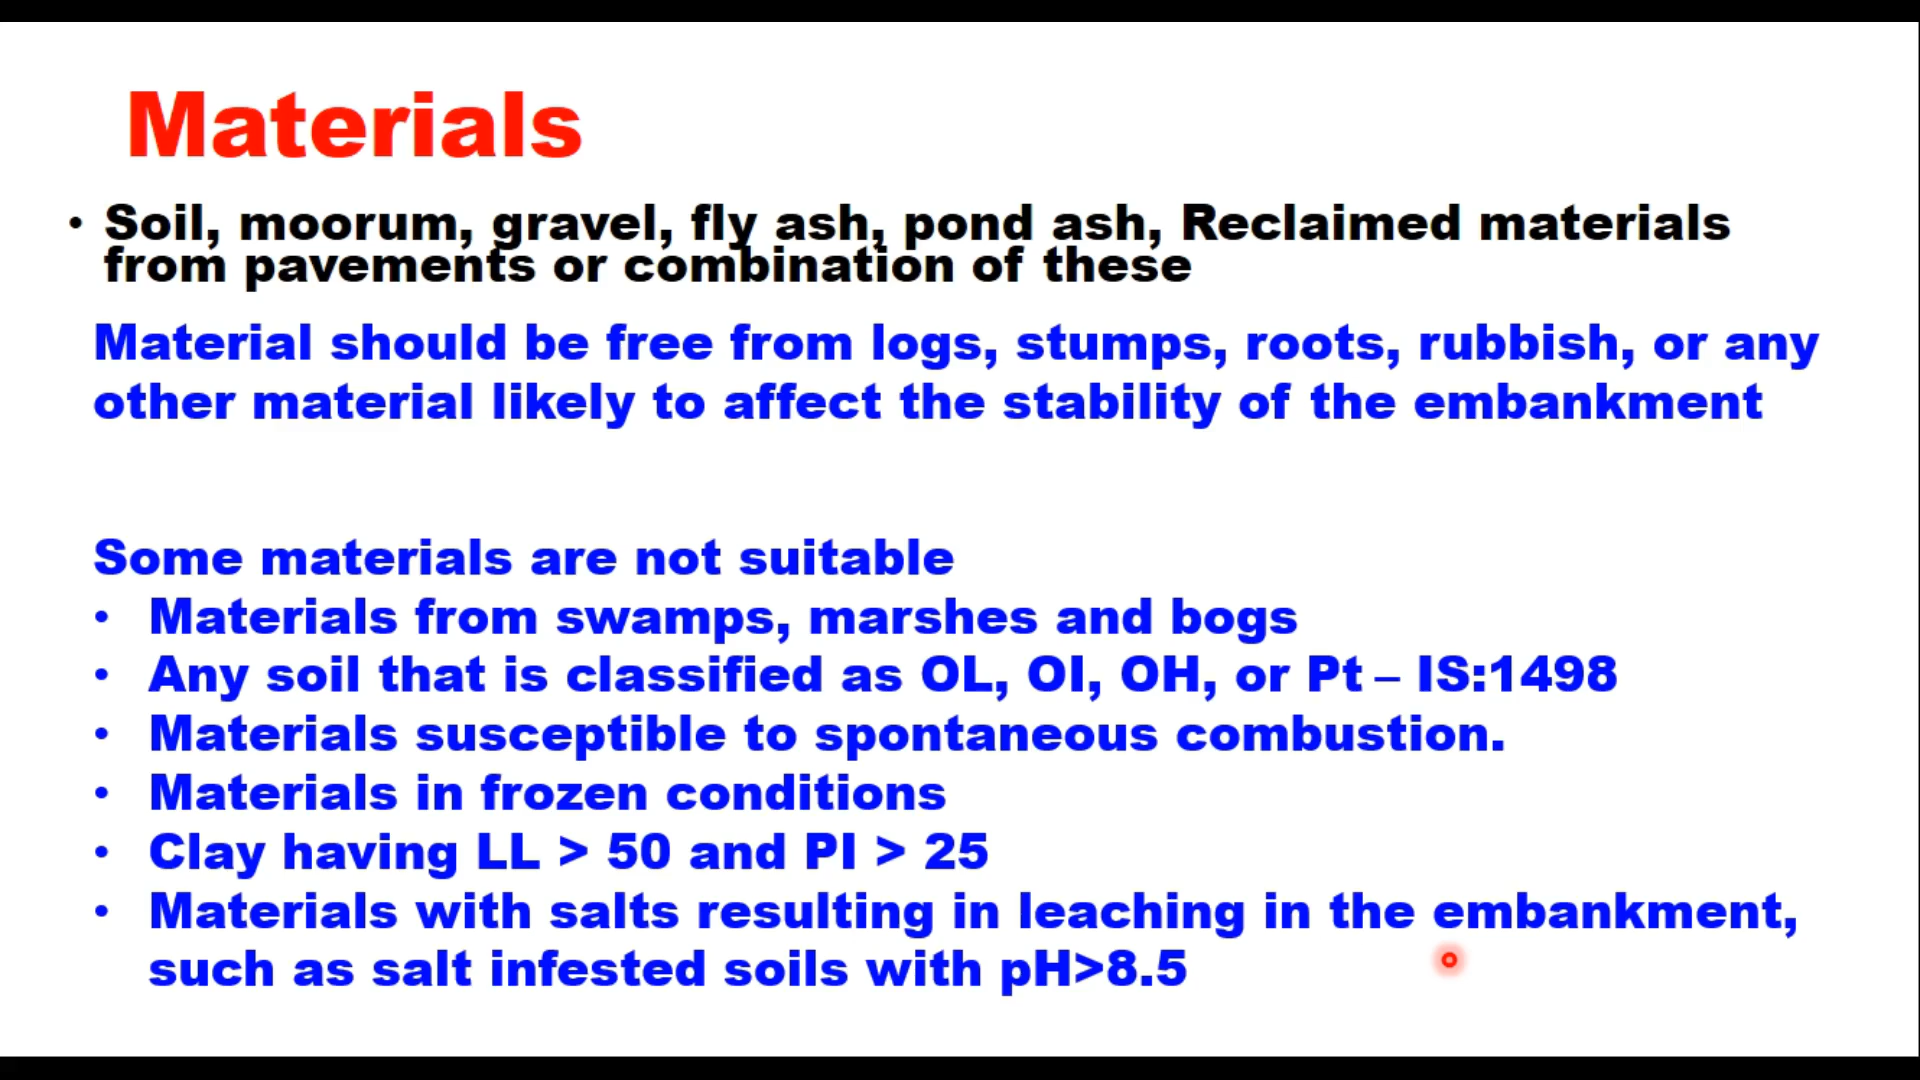 Materials
• Soil, moorum, gravel, fly ash, pond ash, Reclaimed materials
from pavements or combination of these
Material should be free from logs, stumps, roots, rubbish, or any
other material likely to affect the stability of the embankment
Some materials are not suitable
• Materials from swamps, marshes and bogs
• Any soil that is classified as OL, OI, OH, or Pt – IS:1498
• Materials susceptible to spontaneous combustion.
• Materials in frozen conditions
• Clay having LL > 50 and PI > 25
• Materials with salts resulting in leaching in the embankment,
such as salt infested soils with pH>8.5